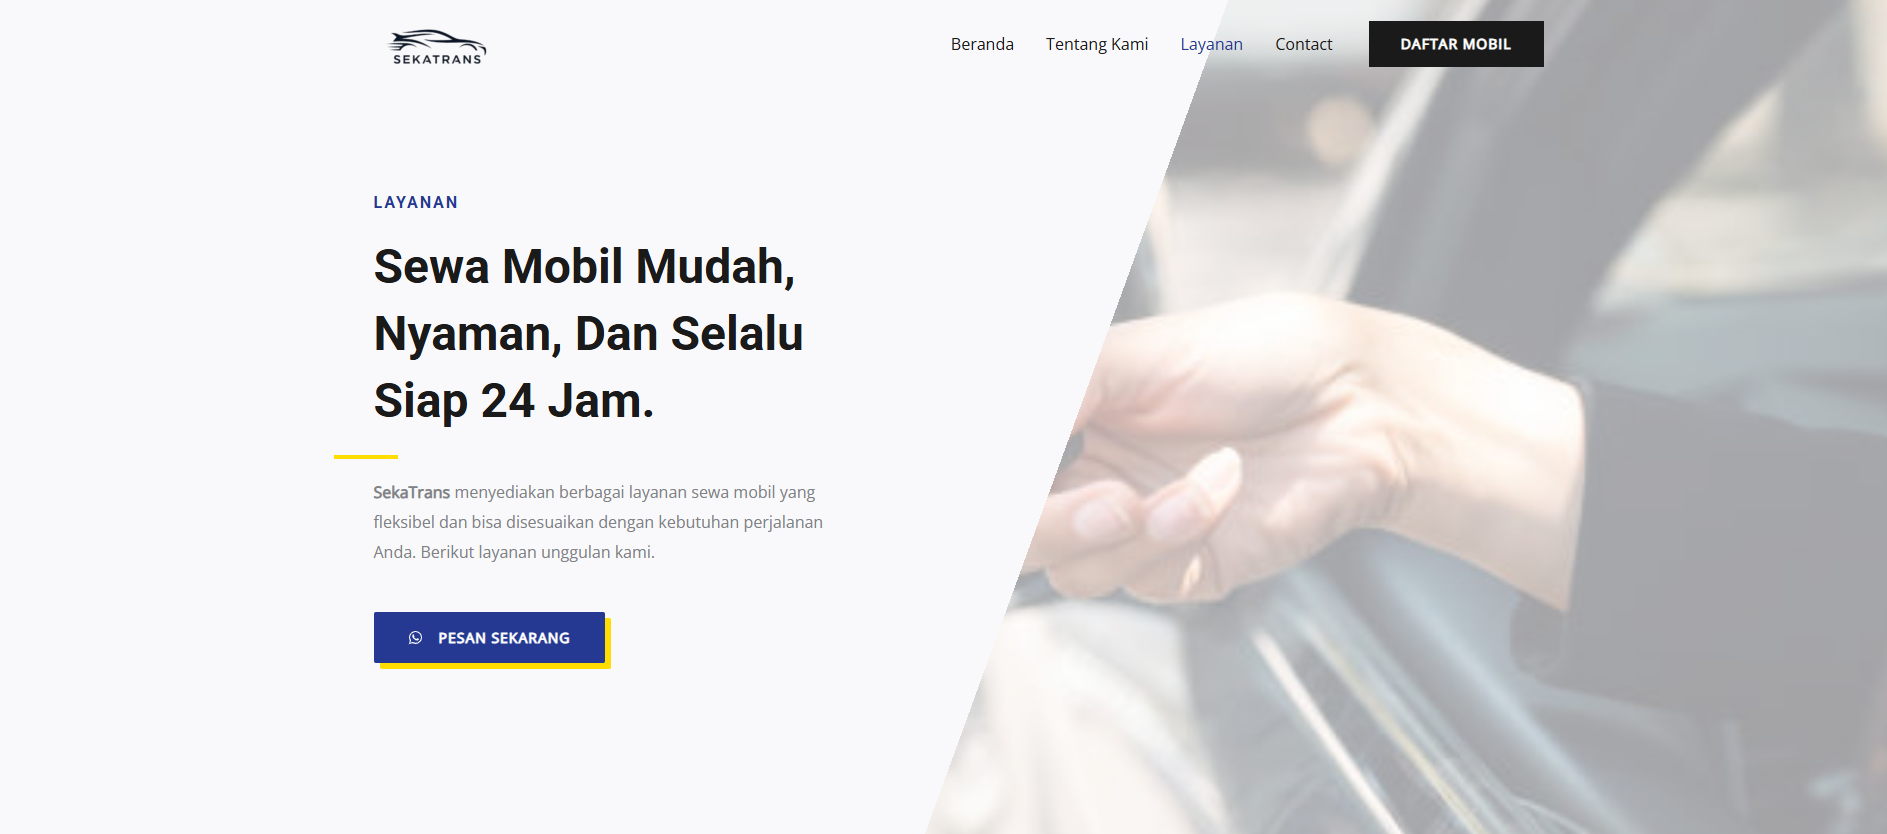 SEKATRANS
Beranda Tentang Kami Layanan Contact DAFTAR MOBIL
LAYANAN
Sewa Mobil Mudah,
Nyaman, Dan Selalu
Siap 24 Jam.
SekaTrans menyediakan berbagai layanan sewa mobil yang
fleksibel dan bisa disesuaikan dengan kebutuhan perjalanan
Anda. Berikut layanan unggulan kami.
PESAN SEKARANG